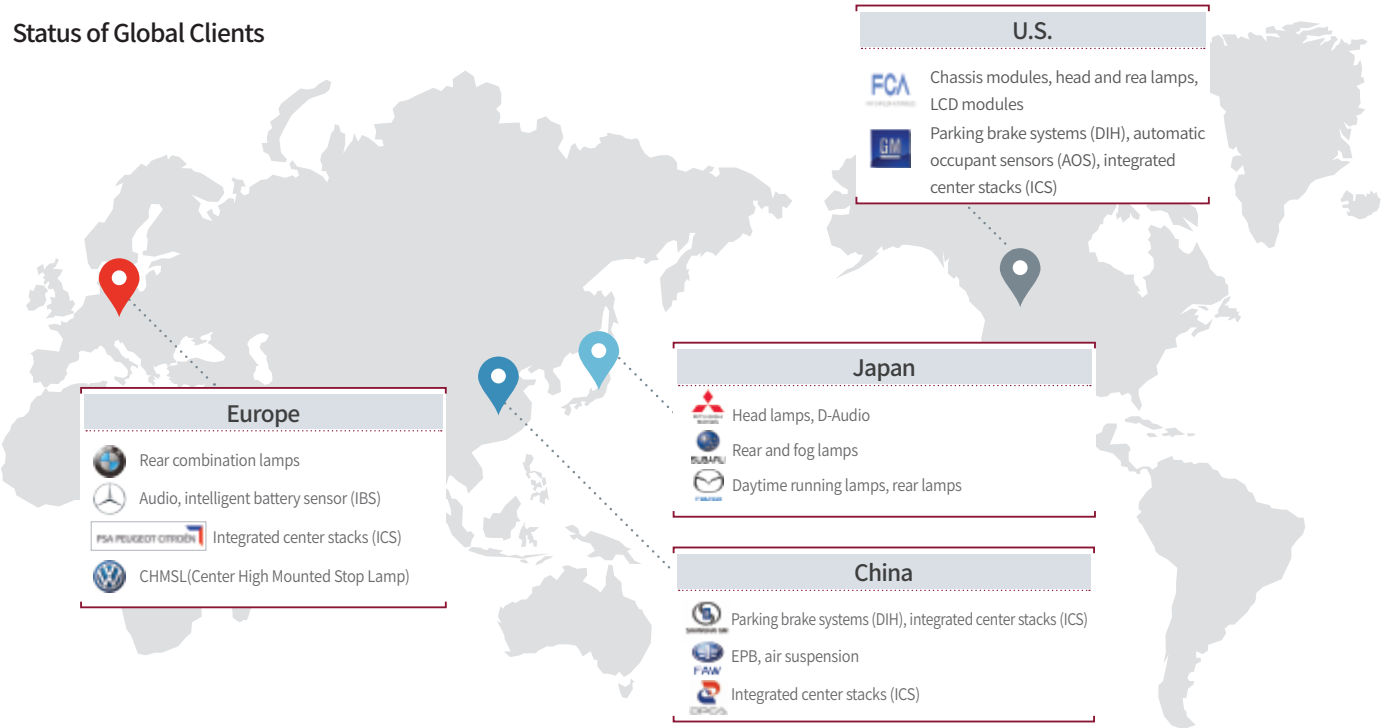 Status of Global Clients
U.S.
FCA
Chassis modules, head and rea lamps,
LCD modules
GM
Parking brake systems (DIH), automatic
occupant sensors (AOS), integrated
center stacks (ICS)
Japan
Head lamps, D-Audio
SUBARU
Rear and fog lamps
Daytime running lamps, rear lamps
Europe
Rear combination lamps
Audio, intelligent battery sensor (IBS)
PSA PEUGEOT CITROËN
Integrated center stacks (ICS)
CHMSL(Center High Mounted Stop Lamp)
China
Parking brake systems (DIH), integrated center stacks (ICS)
FAW
EPB, air suspension
DPCA
Integrated center stacks (ICS)